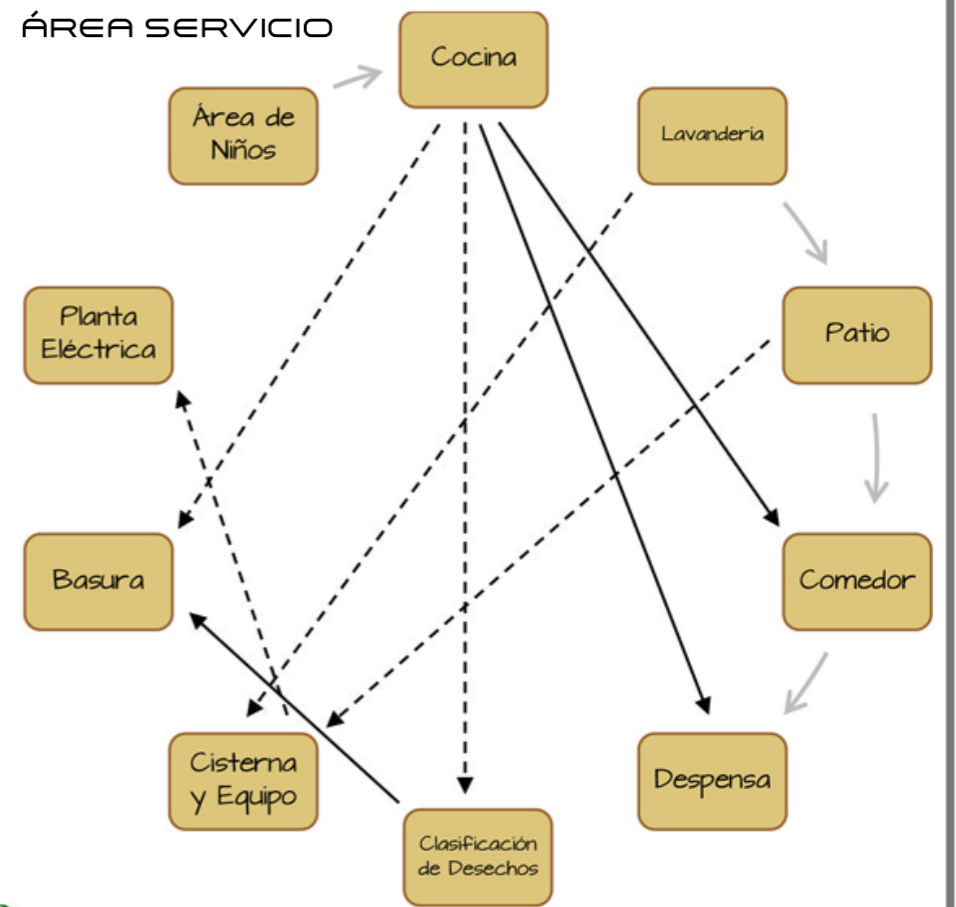 ÁREA SERVICIO
Cocina
Área de
Niños
Lavandería
Planta
Eléctrica
Patio
Basura
Comedor
Cisterna
y Equipo
Despensa
Clasificación
de Desechos